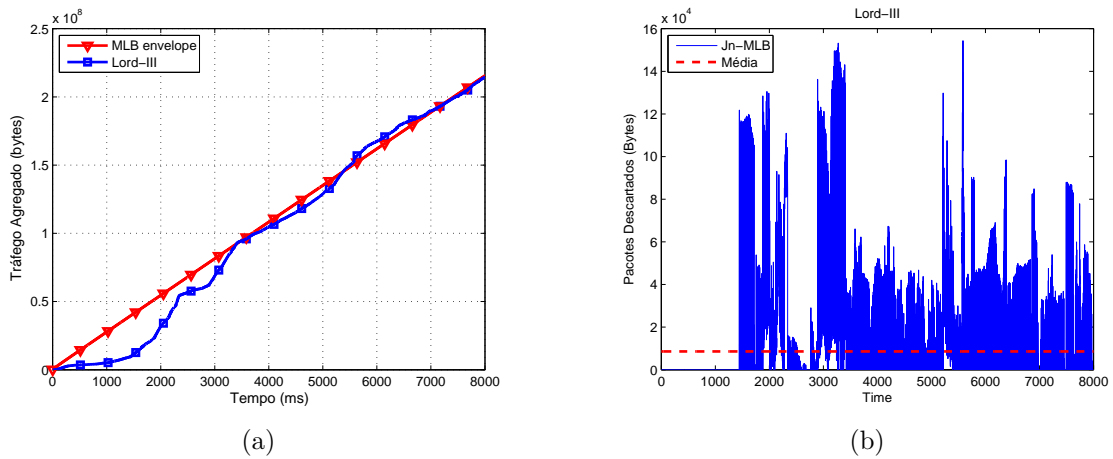 x 10^8
2.5
2
1.5
1
0.5
0
MLB envelope
Lord−III
Tráfego Agregado (bytes)
0 1000 2000 3000 4000 5000 6000 7000 8000
Tempo (ms)
(a)
Lord−III
x 10^4
16
14
12
10
8
6
4
2
0
Jn−MLB
Média
Pacotes Descartados (Bytes)
0 1000 2000 3000 4000 5000 6000 7000 8000
Time
(b)